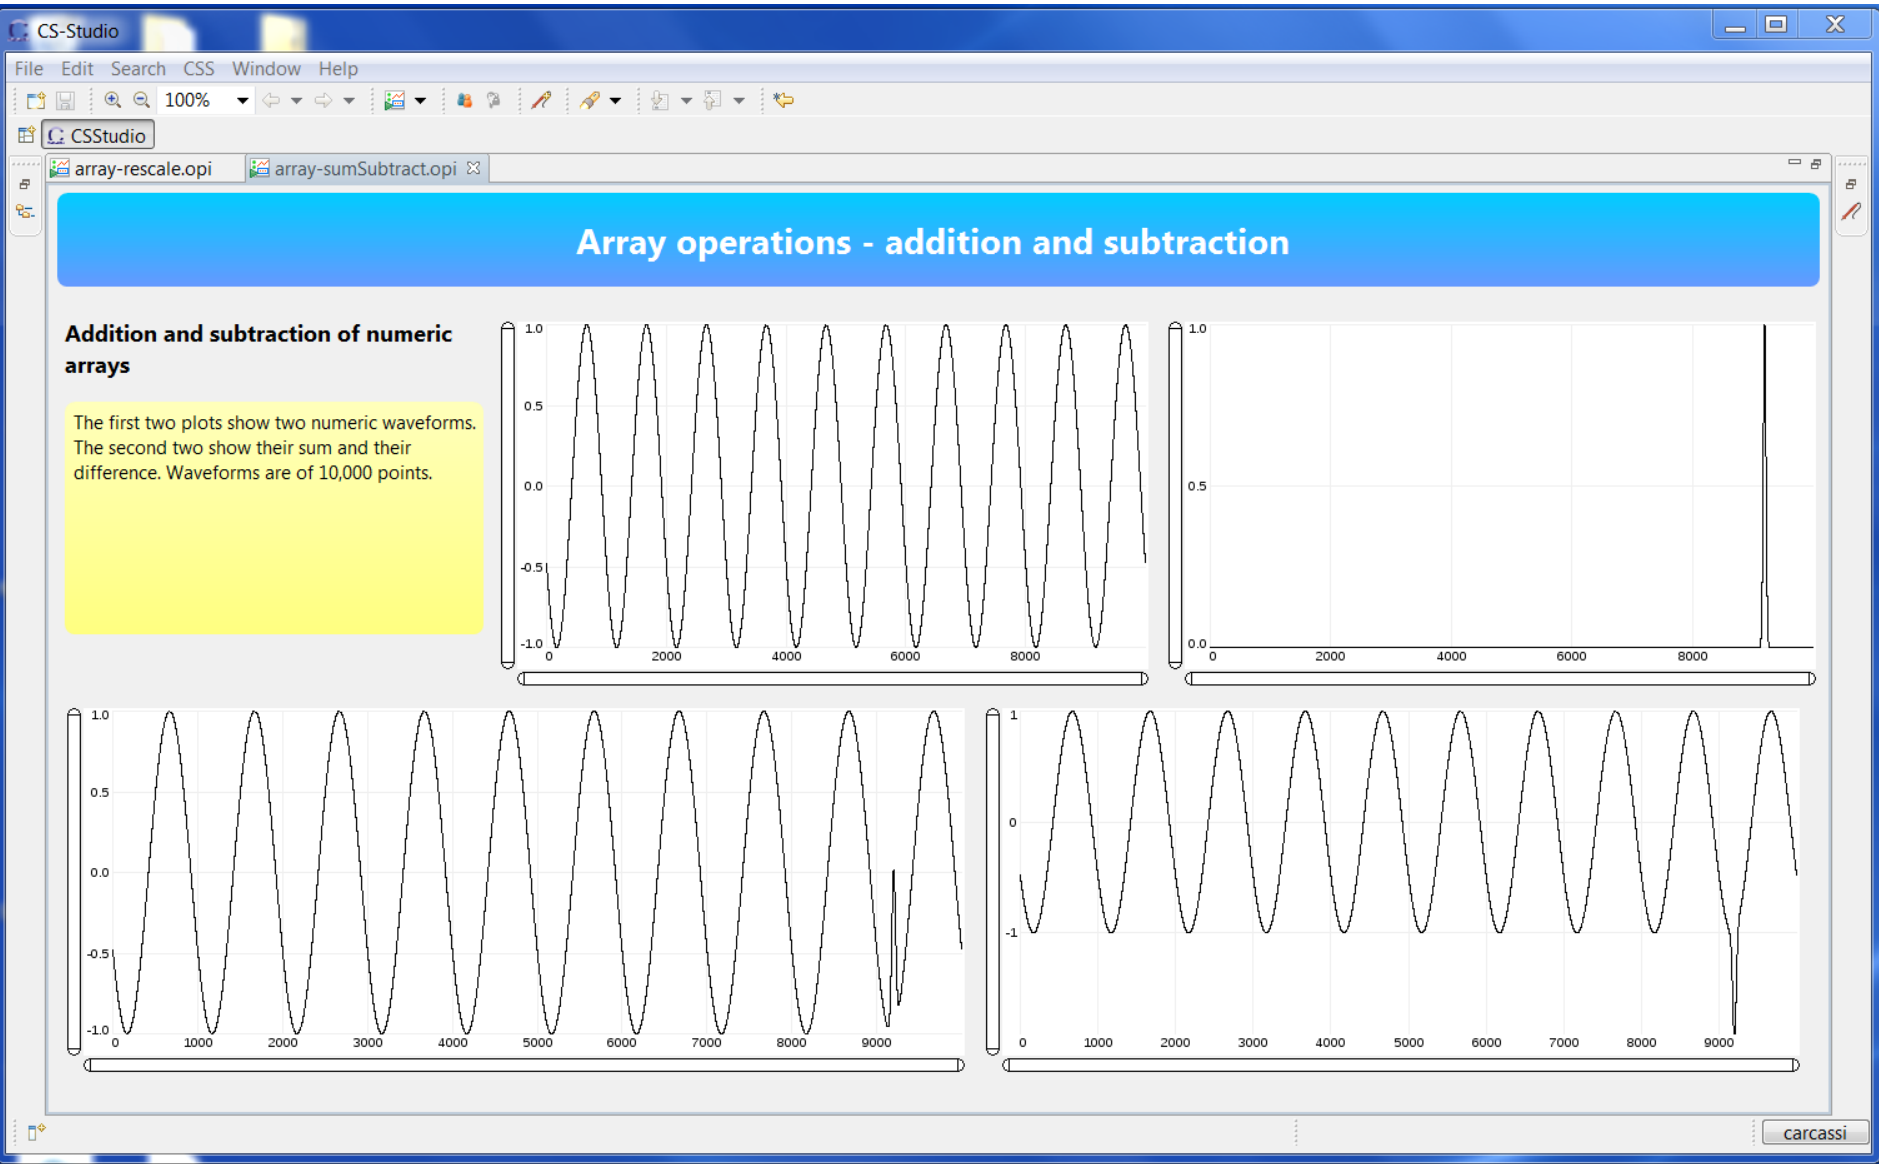 CS-Studio
File Edit Search CSS Window Help
100%
CSStudio
array-rescale.opi array-sumSubtract.opi
Array operations - addition and subtraction
Addition and subtraction of numeric
arrays
The first two plots show two numeric waveforms.
The second two show their sum and their
difference. Waveforms are of 10,000 points.
1.0
0.5
0.0
-0.5
-1.0
0 2000 4000 6000 8000
1.0
0.5
0.0
0 2000 4000 6000 8000
1.0
0.5
0.0
-0.5
-1.0
0 1000 2000 3000 4000 5000 6000 7000 8000 9000
1
0
-1
0 1000 2000 3000 4000 5000 6000 7000 8000 9000
carcassi